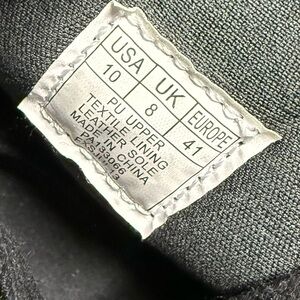 USA UK EUROPE
10 8 41
PU UPPER
TEXTILE LINING
LEATHER SOLE
MADE IN CHINA